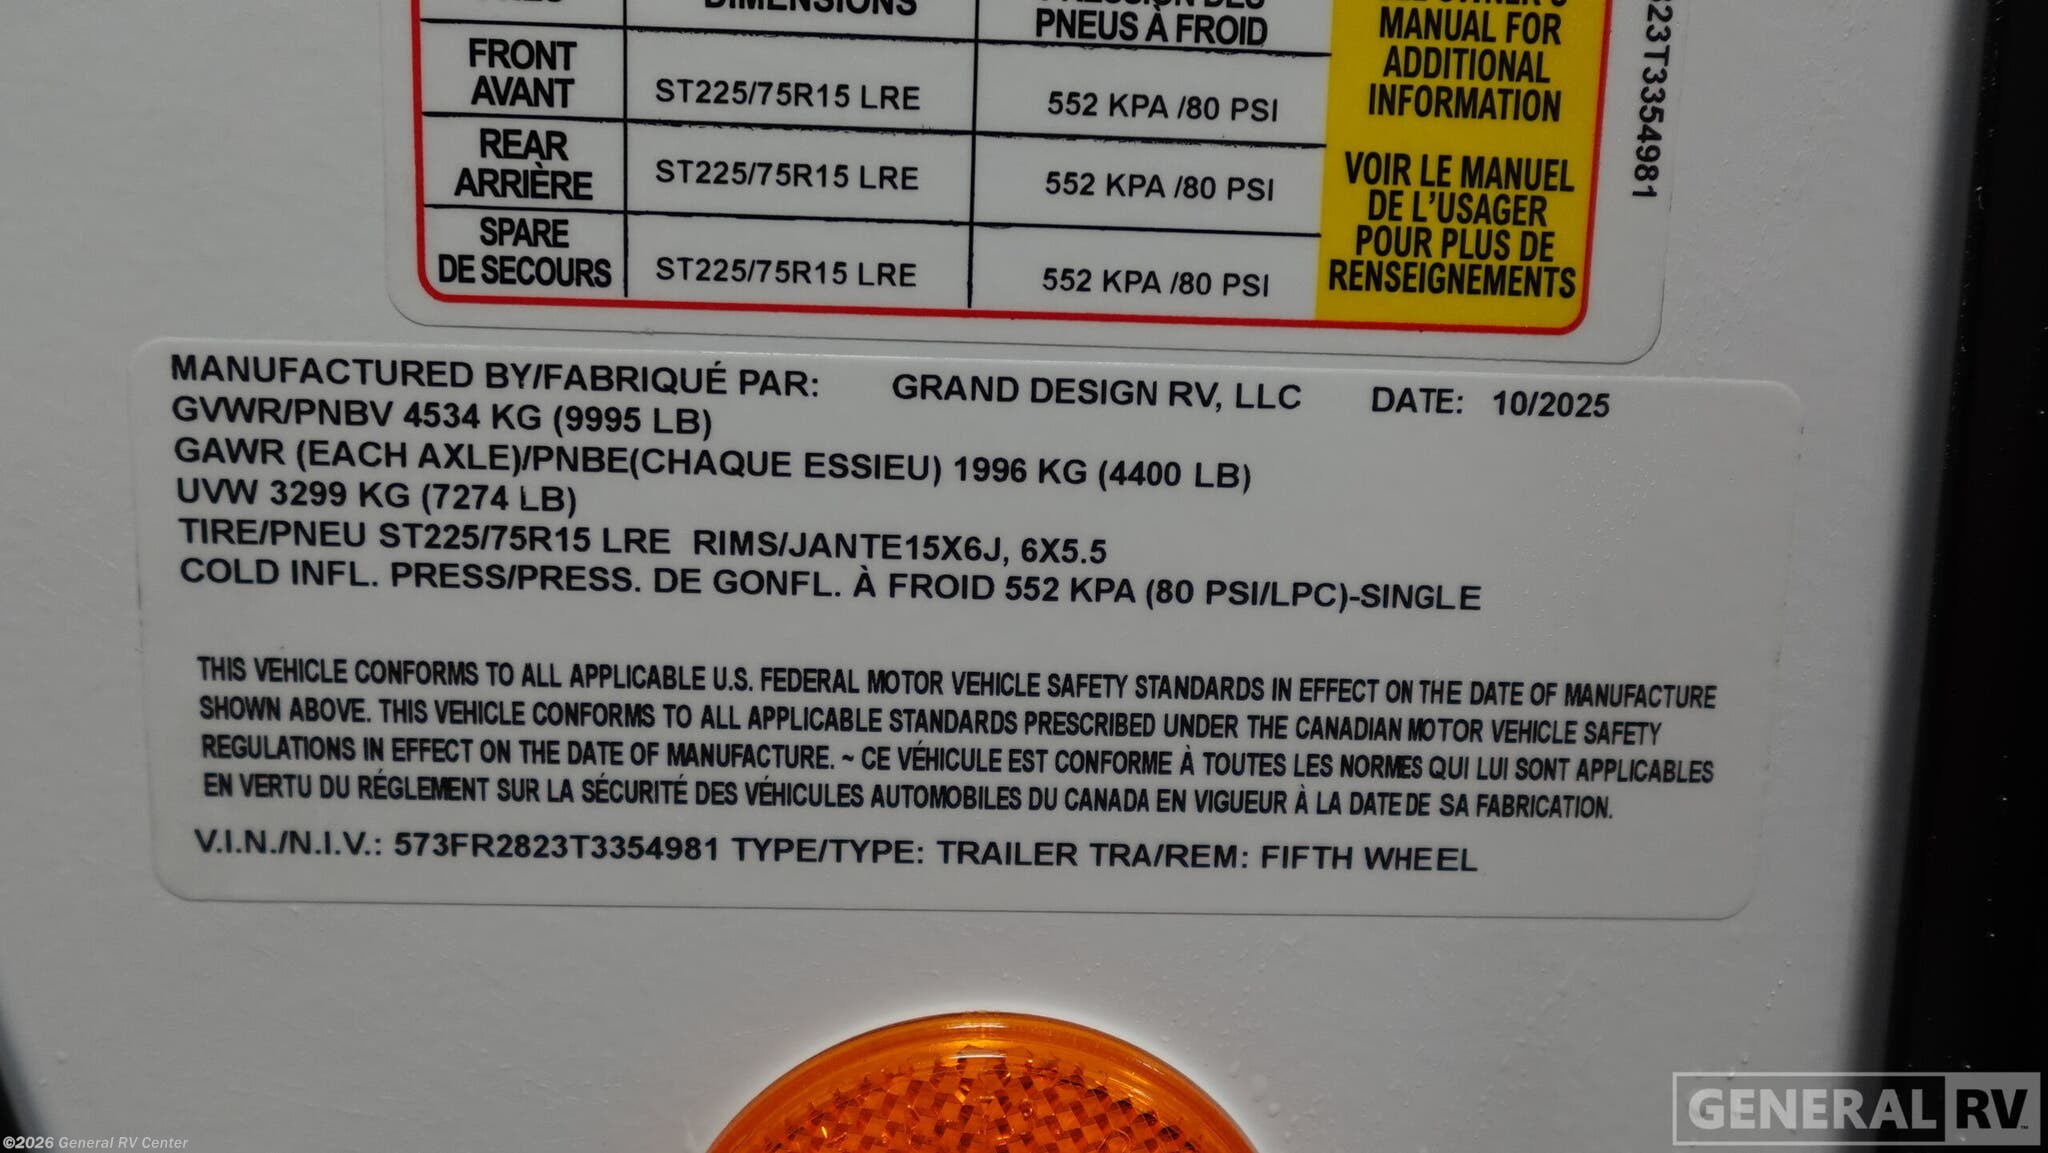 DIMENSIONS
PNEUS À FROID
MANUAL FOR
ADDITIONAL
INFORMATION
FRONT
AVANT
ST225/75R15 LRE
552 KPA /80 PSI
REAR
ARRIÈRE
ST225/75R15 LRE
552 KPA /80 PSI
SPARE
DE SECOURS
ST225/75R15 LRE
552 KPA /80 PSI
VOIR LE MANUEL
DE L'USAGER
POUR PLUS DE
RENSEIGNEMENTS
23T3354981
MANUFACTURED BY/FABRIQUÉ PAR: GRAND DESIGN RV, LLC DATE: 10/2025
GVWR/PNBV 4534 KG (9995 LB)
GAWR (EACH AXLE)/PNBE(CHAQUE ESSIEU) 1996 KG (4400 LB)
UVW 3299 KG (7274 LB)
TIRE/PNEU ST225/75R15 LRE RIMS/JANTE15X6J, 6X5.5
COLD INFL. PRESS/PRESS. DE GONFL. À FROID 552 KPA (80 PSI/LPC)-SINGLE
THIS VEHICLE CONFORMS TO ALL APPLICABLE U.S. FEDERAL MOTOR VEHICLE SAFETY STANDARDS IN EFFECT ON THE DATE OF MANUFACTURE
SHOWN ABOVE. THIS VEHICLE CONFORMS TO ALL APPLICABLE STANDARDS PRESCRIBED UNDER THE CANADIAN MOTOR VEHICLE SAFETY
REGULATIONS IN EFFECT ON THE DATE OF MANUFACTURE. ~ CE VÉHICULE EST CONFORME À TOUTES LES NORMES QUI LUI SONT APPLICABLES
EN VERTU DU RÉGLEMENT SUR LA SÉCURITÉ DES VÉHICULES AUTOMOBILES DU CANADA EN VIGUEUR À LA DATE DE SA FABRICATION.
V.I.N./N.I.V.: 573FR2823T3354981 TYPE/TYPE: TRAILER TRA/REM: FIFTH WHEEL
GENERAL RV
©2026 General RV Center